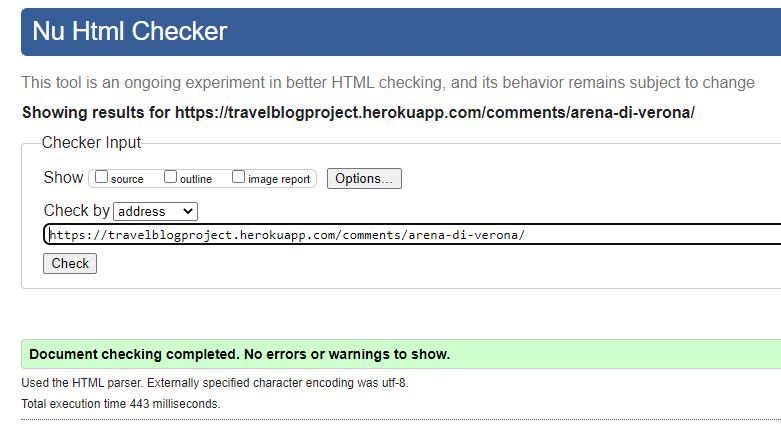 Nu Html Checker
This tool is an ongoing experiment in better HTML checking, and its behavior remains subject to change
Showing results for https://travelblogproject.herokuapp.com/comments/arena-di-verona/
Checker Input
Show source outline image report Options...
Check by address
https://travelblogproject.herokuapp.com/comments/arena-di-verona/
Check
Document checking completed. No errors or warnings to show.
Used the HTML parser. Externally specified character encoding was utf-8.
Total execution time 443 milliseconds.